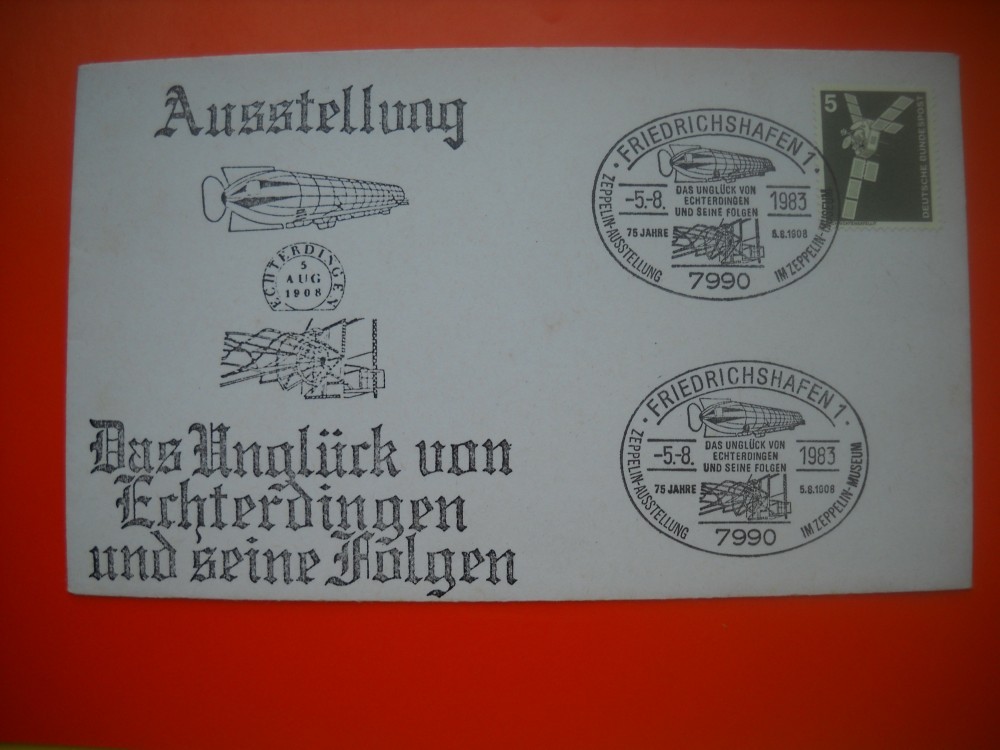 Ausstellung
ECHTERDINGEN
5
AUG
1908
Das Unglück von
Echterdingen
und seine Folgen
5
DEUTSCHE BUNDESPOST
· FRIEDRICHSHAFEN 1 ·
–5.-8.
DAS UNGLÜCK VON
ECHTERDINGEN
UND SEINE FOLGEN
1983
75 JAHRE
5.8.1908
ZEPPELIN-AUSSTELLUNG
IM ZEPPELIN-MUSEUM
7990
· FRIEDRICHSHAFEN 1 ·
–5.-8.
DAS UNGLÜCK VON
ECHTERDINGEN
UND SEINE FOLGEN
1983
75 JAHRE
5.8.1908
ZEPPELIN-AUSSTELLUNG
IM ZEPPELIN-MUSEUM
7990